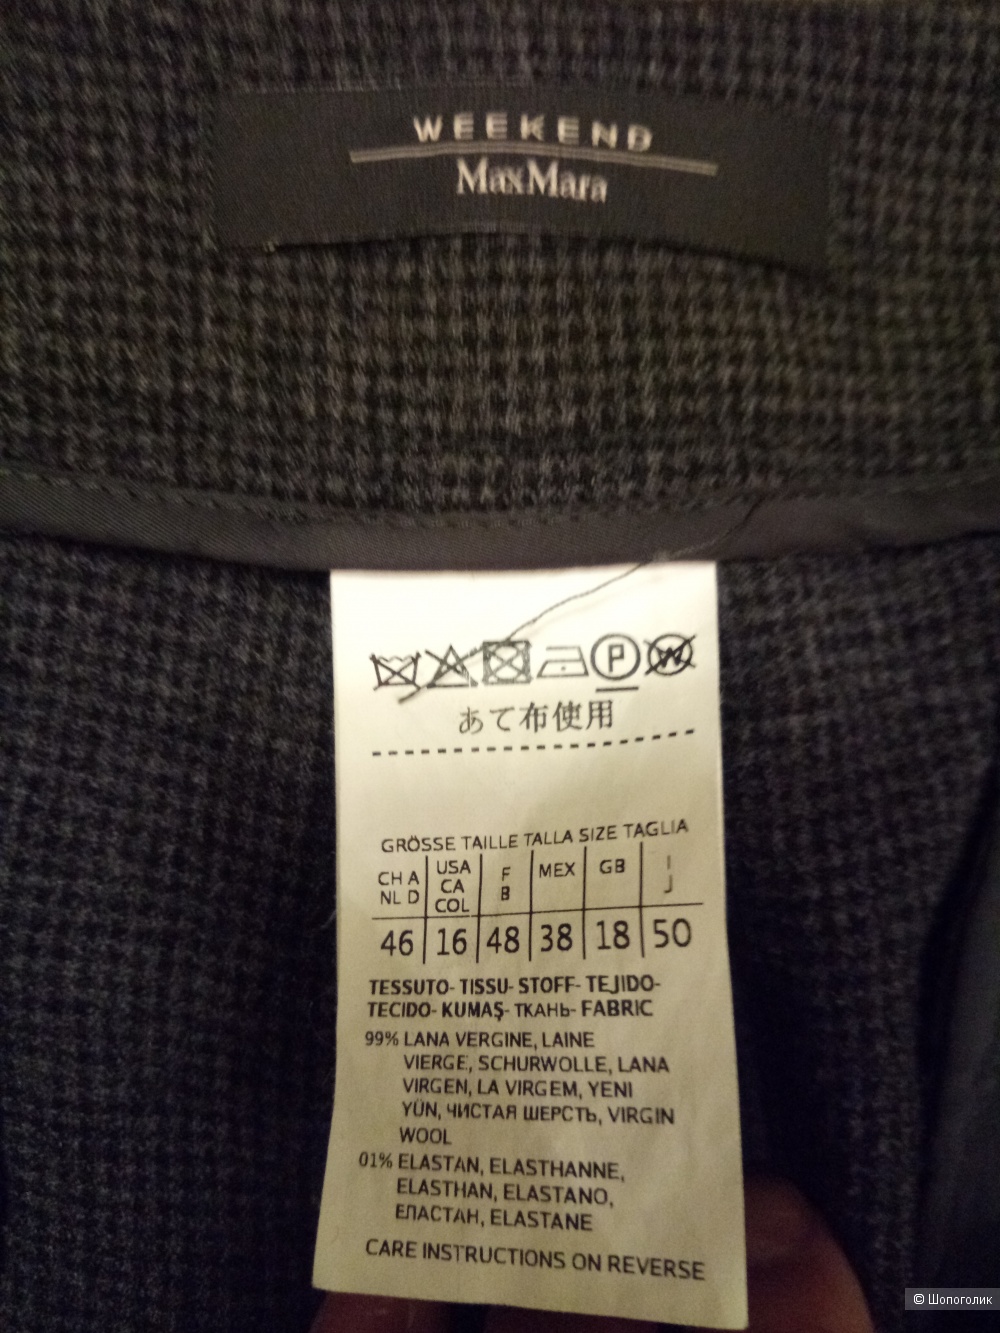 WEEKEND
MaxMara
P W
あて布使用
GRÖSSE TAILLE TALLA SIZE TAGLIA
CH A NL D USA CA COL F B MEX GB I J
46 16 48 38 18 50
TESSUTO- TISSU- STOFF- TEJIDO-
TECIDO- KUMAŞ- ТКАНЬ- FABRIC
99% LANA VERGINE, LAINE
VIERGE, SCHURWOLLE, LANA
VIRGEN, LA VIRGEM, YENI
YÜN, ЧИСТАЯ ШЕРСТЬ, VIRGIN
WOOL
01% ELASTAN, ELASTHANNE,
ELASTHAN, ELASTANO,
ЕЛАСТАН, ELASTANE
CARE INSTRUCTIONS ON REVERSE
© Шопоголик